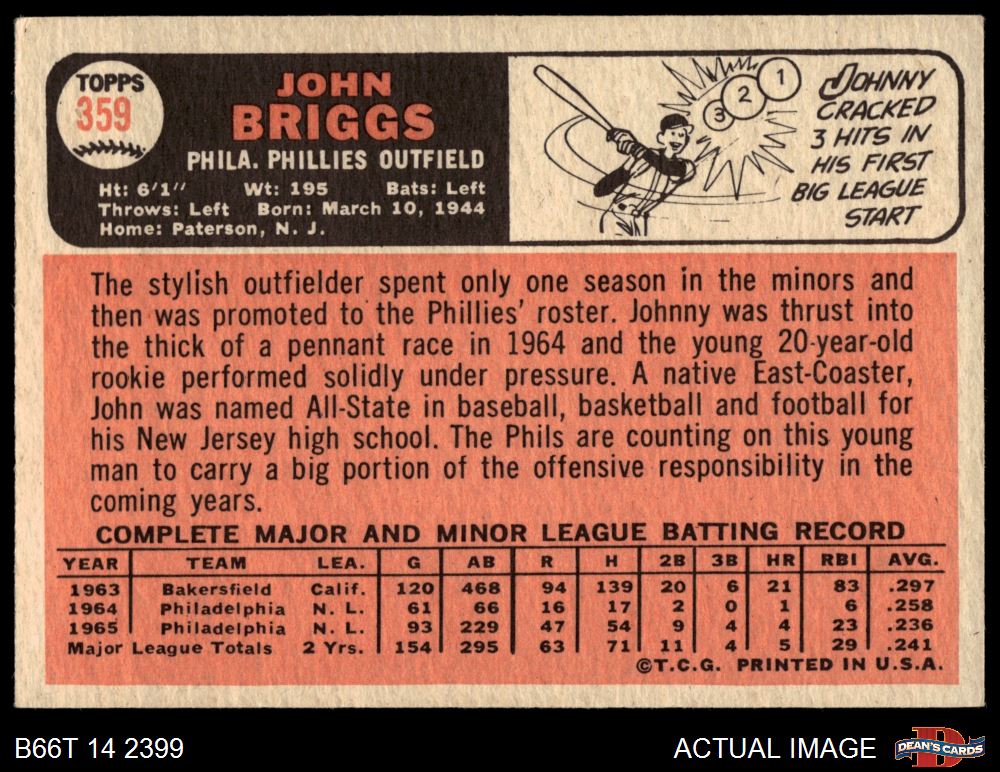 TOPPS
359
JOHN
BRIGGS
PHILA. PHILLIES OUTFIELD
Ht: 6'1" Wt: 195 Bats: Left
Throws: Left Born: March 10, 1944
Home: Paterson, N. J.
1
2
3
JOHNNY
CRACKED
3 HITS IN
HIS FIRST
BIG LEAGUE
START
The stylish outfielder spent only one season in the minors and
then was promoted to the Phillies' roster. Johnny was thrust into
the thick of a pennant race in 1964 and the young 20-year-old
rookie performed solidly under pressure. A native East-Coaster,
John was named All-State in baseball, basketball and football for
his New Jersey high school. The Phils are counting on this young
man to carry a big portion of the offensive responsibility in the
coming years.
COMPLETE MAJOR AND MINOR LEAGUE BATTING RECORD
YEAR TEAM LEA. G AB R H 2B 3B HR RBI AVG.
1963 Bakersfield Calif. 120 468 94 139 20 6 21 83 .297
1964 Philadelphia N. L. 61 66 16 17 2 0 1 6 .258
1965 Philadelphia N. L. 93 229 47 54 9 4 4 23 .236
Major League Totals 2 Yrs. 154 295 63 71 11 4 5 29 .241
©T.C.G. PRINTED IN U.S.A.
B66T 14 2399
ACTUAL IMAGE
D
DEAN'S CARDS